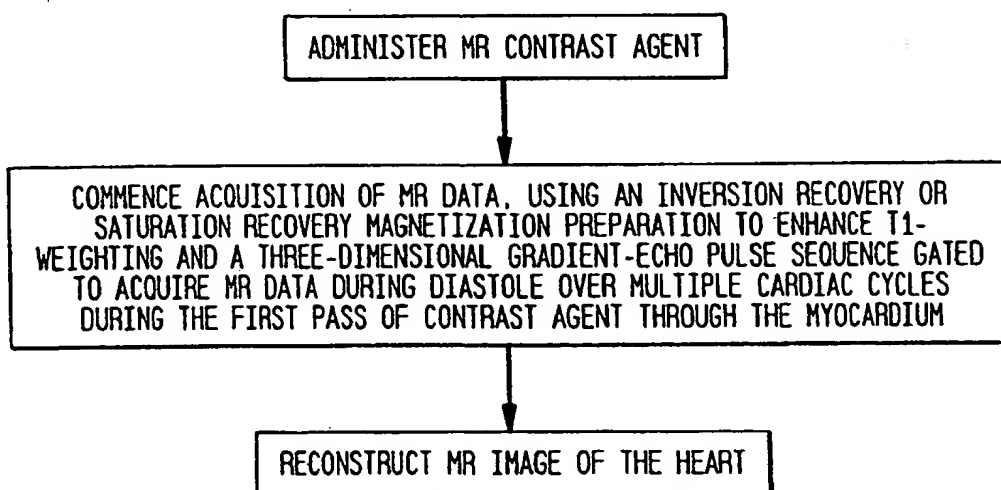 ADMINISTER MR CONTRAST AGENT
COMMENCE ACQUISITION OF MR DATA, USING AN INVERSION RECOVERY OR
SATURATION RECOVERY MAGNETIZATION PREPARATION TO ENHANCE T1-
WEIGHTING AND A THREE-DIMENSIONAL GRADIENT-ECHO PULSE SEQUENCE GATED
TO ACQUIRE MR DATA DURING DIASTOLE OVER MULTIPLE CARDIAC CYCLES
DURING THE FIRST PASS OF CONTRAST AGENT THROUGH THE MYOCARDIUM
RECONSTRUCT MR IMAGE OF THE HEART